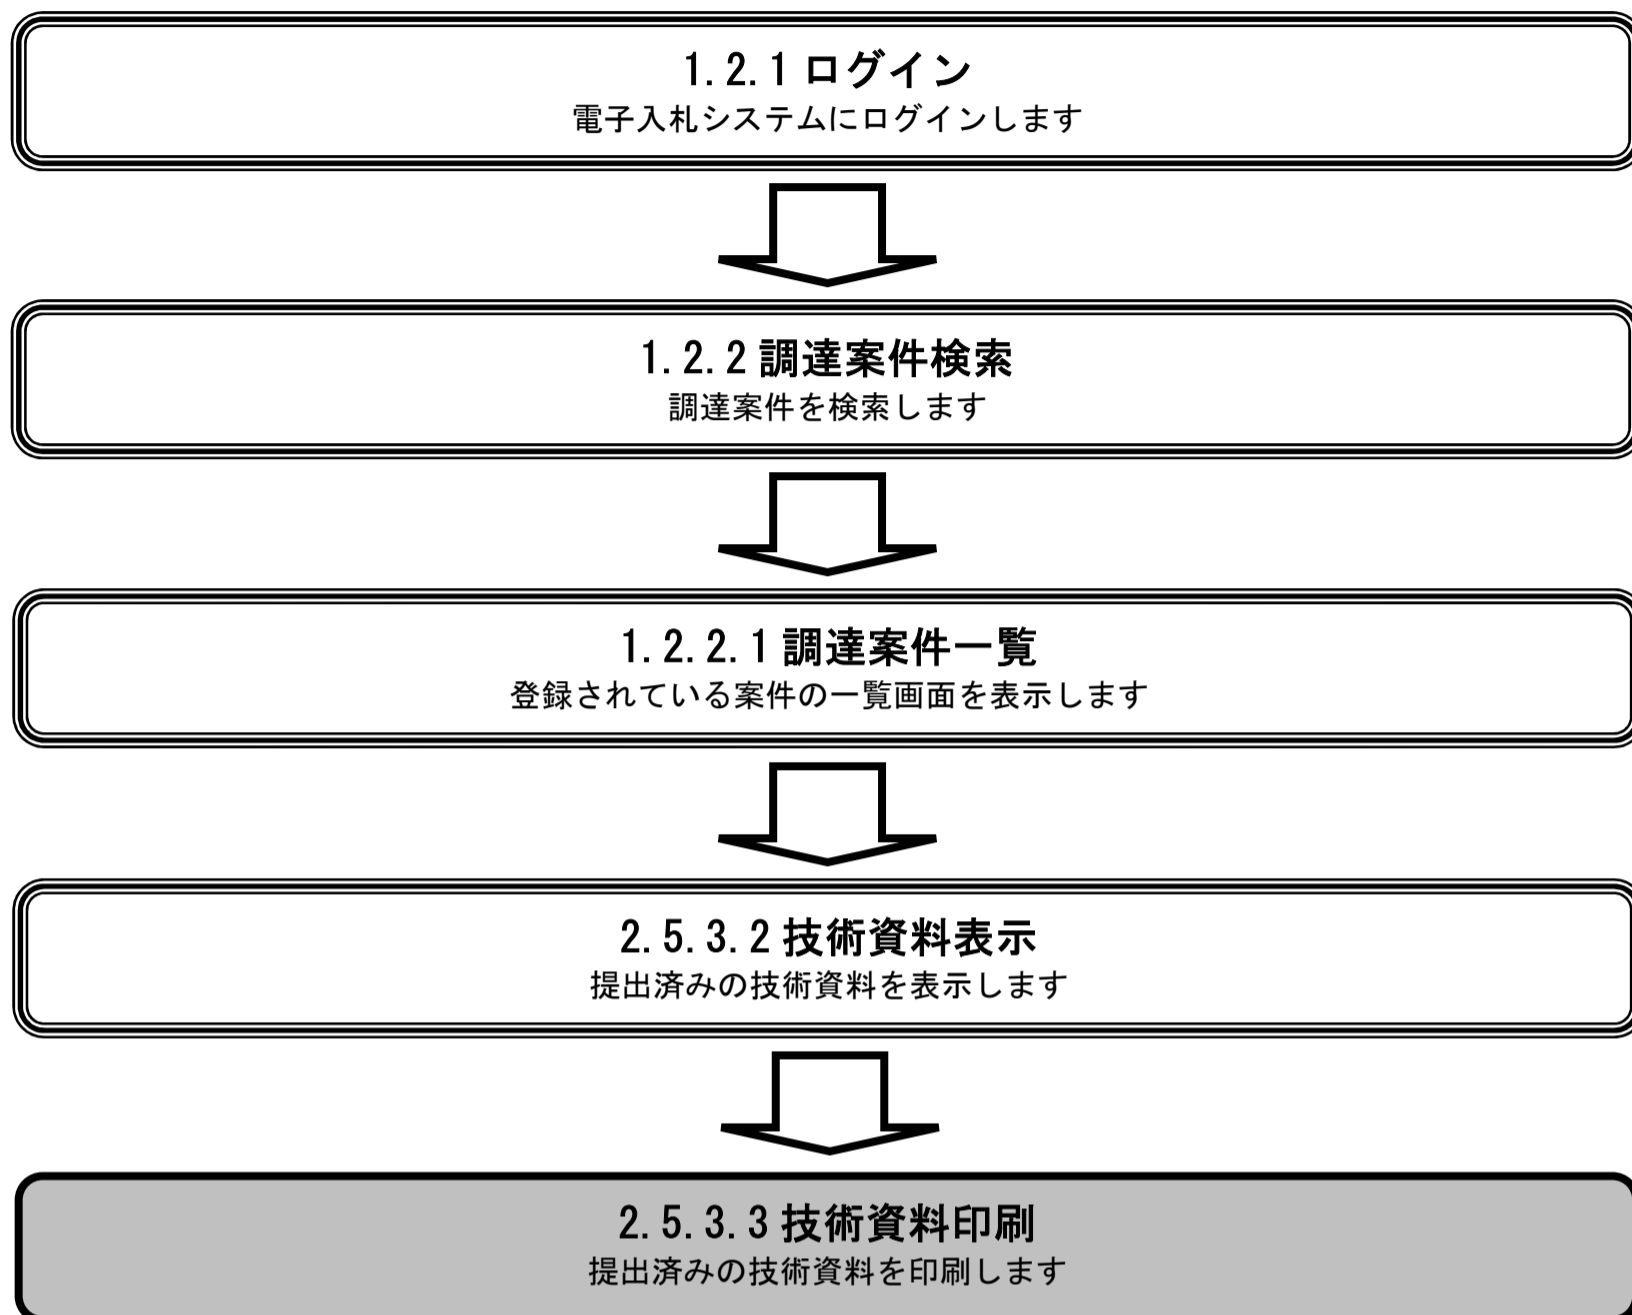 1.2.1 ログイン
電子入札システムにログインします
1.2.2 調達案件検索
調達案件を検索します
1.2.2.1 調達案件一覧
登録されている案件の一覧画面を表示します
2.5.3.2 技術資料表示
提出済みの技術資料を表示します
2.5.3.3 技術資料印刷
提出済みの技術資料を印刷します